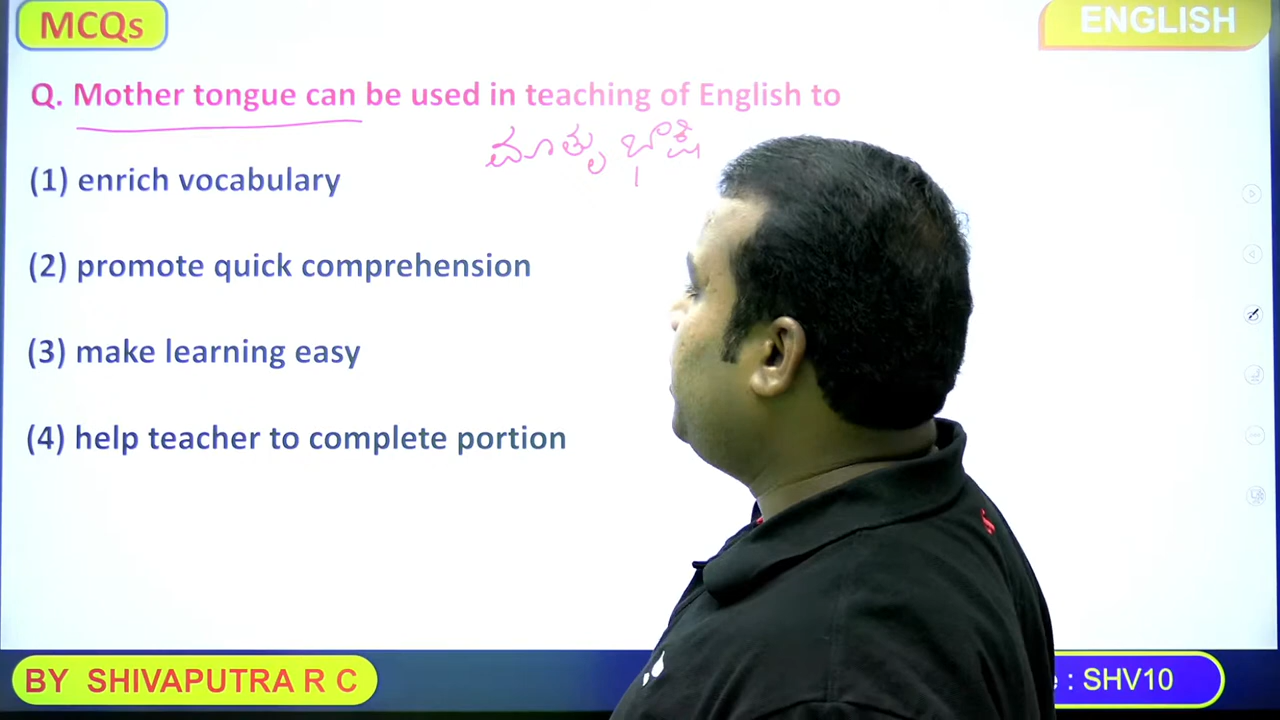 MCQs
ENGLISH
Q. Mother tongue can be used in teaching of English to
ಮಾತೃ ಭಾಷೆ
(1) enrich vocabulary
(2) promote quick comprehension
(3) make learning easy
(4) help teacher to complete portion
BY SHIVAPUTRA R C
: SHV10